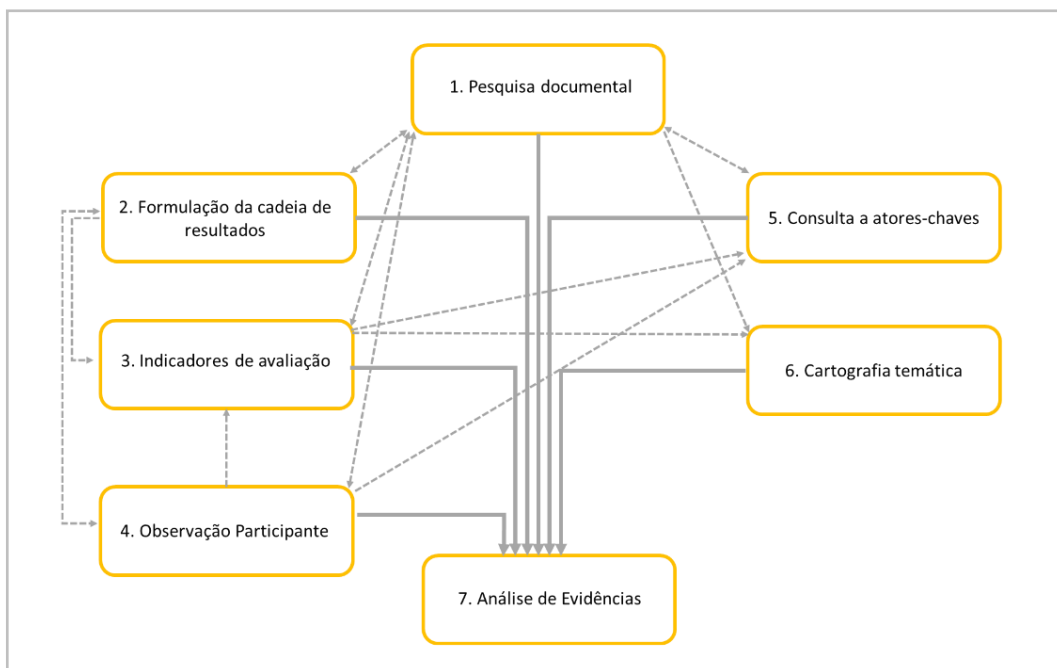 1. Pesquisa documental
2. Formulação da cadeia de
resultados
5. Consulta a atores-chaves
3. Indicadores de avaliação
6. Cartografia temática
4. Observação Participante
7. Análise de Evidências